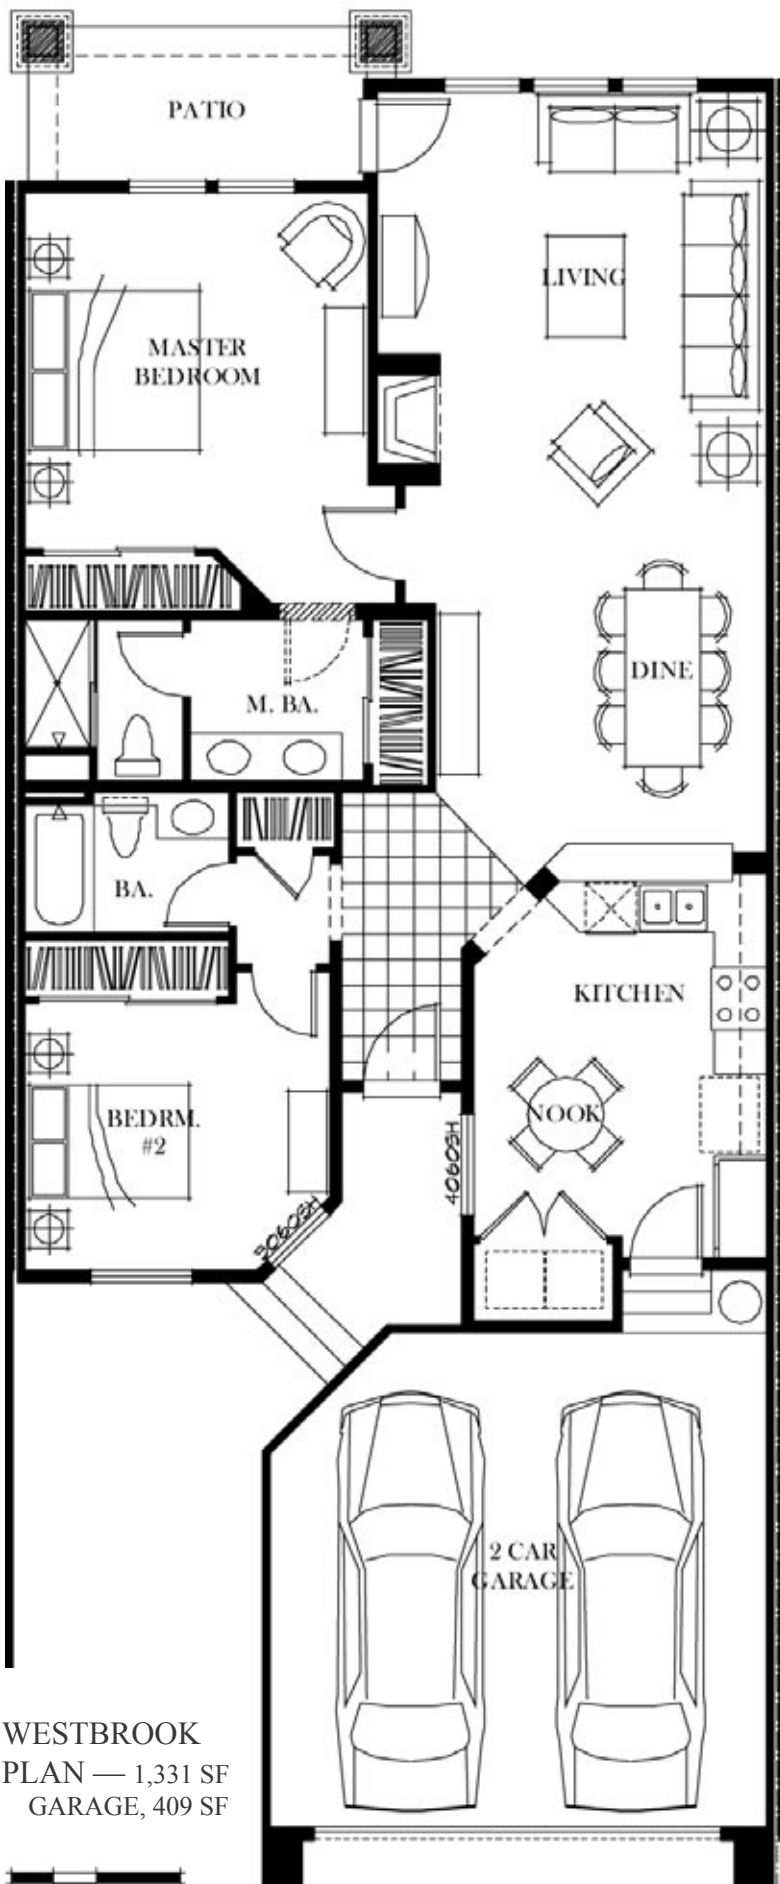 PATIO
LIVING
MASTER
BEDROOM
DINE
M. BA.
BA.
KITCHEN
NOOK
BEDRM.
#2
4060SH
3060SH
2 CAR
GARAGE
WESTBROOK
PLAN — 1,331 SF
GARAGE, 409 SF